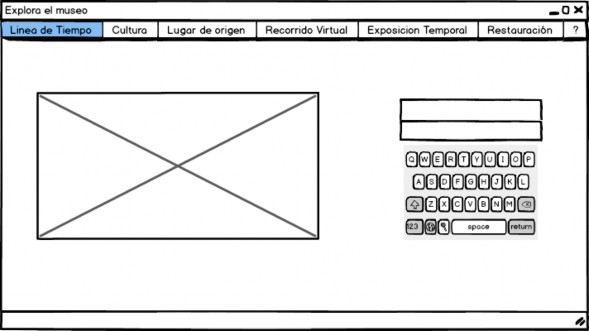 Explora el museo
Linea de Tiempo Cultura Lugar de origen Recorrido Virtual Exposicion Temporal Restauración ?
Q W E R T Y U I O P
A S D F G H J K L
Z X C V B N M
123 space return